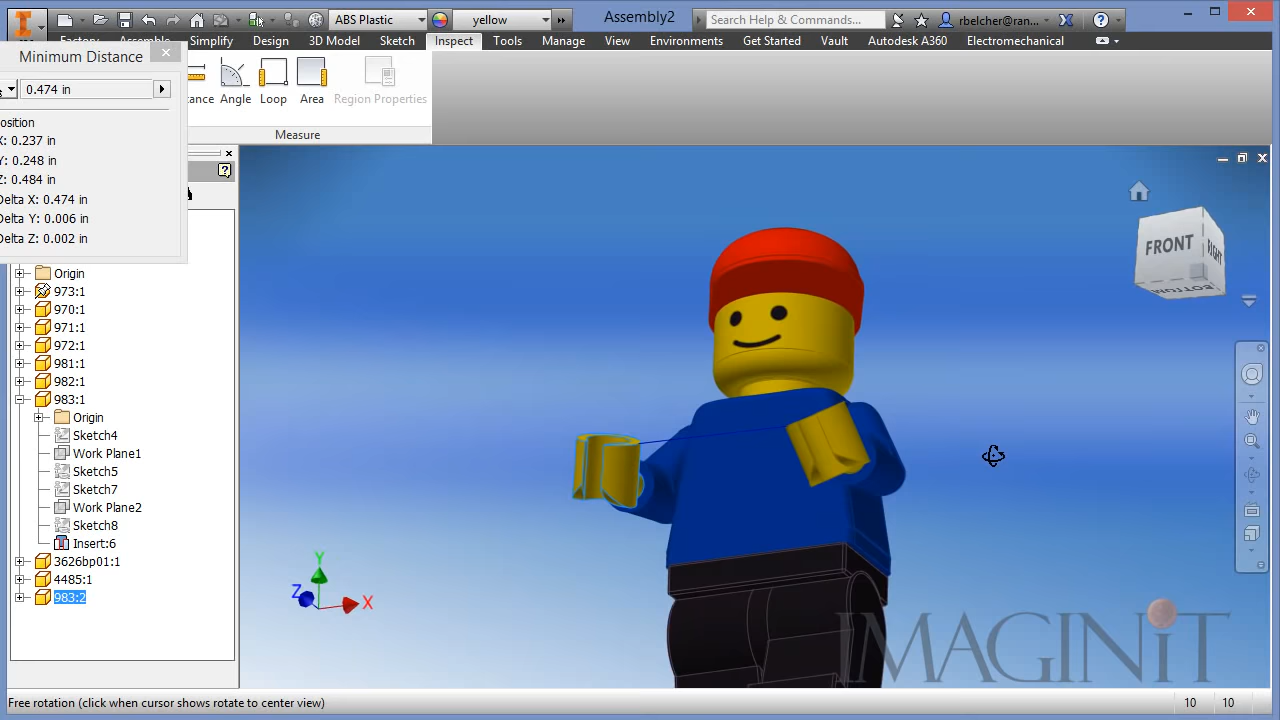 ABS Plastic
yellow
Assembly2
Search Help & Commands...
rbelcher@ran...
Simplify
Design
3D Model
Sketch
Inspect
Tools
Manage
View
Environments
Get Started
Vault
Autodesk A360
Electromechanical
Minimum Distance
0.474 in
osition
X: 0.237 in
Y: 0.248 in
Z: 0.484 in
Delta X: 0.474 in
Delta Y: 0.006 in
Delta Z: 0.002 in
tance
Angle
Loop
Area
Region Properties
Measure
Origin
973:1
970:1
971:1
972:1
981:1
982:1
983:1
Origin
Sketch4
Work Plane1
Sketch5
Sketch7
Work Plane2
Sketch8
Insert:6
3626bp01:1
4485:1
983:2
FRONT
RIGHT
BOTTOM
Y
Z
X
IMAGINiT
Free rotation (click when cursor shows rotate to center view)
10
10